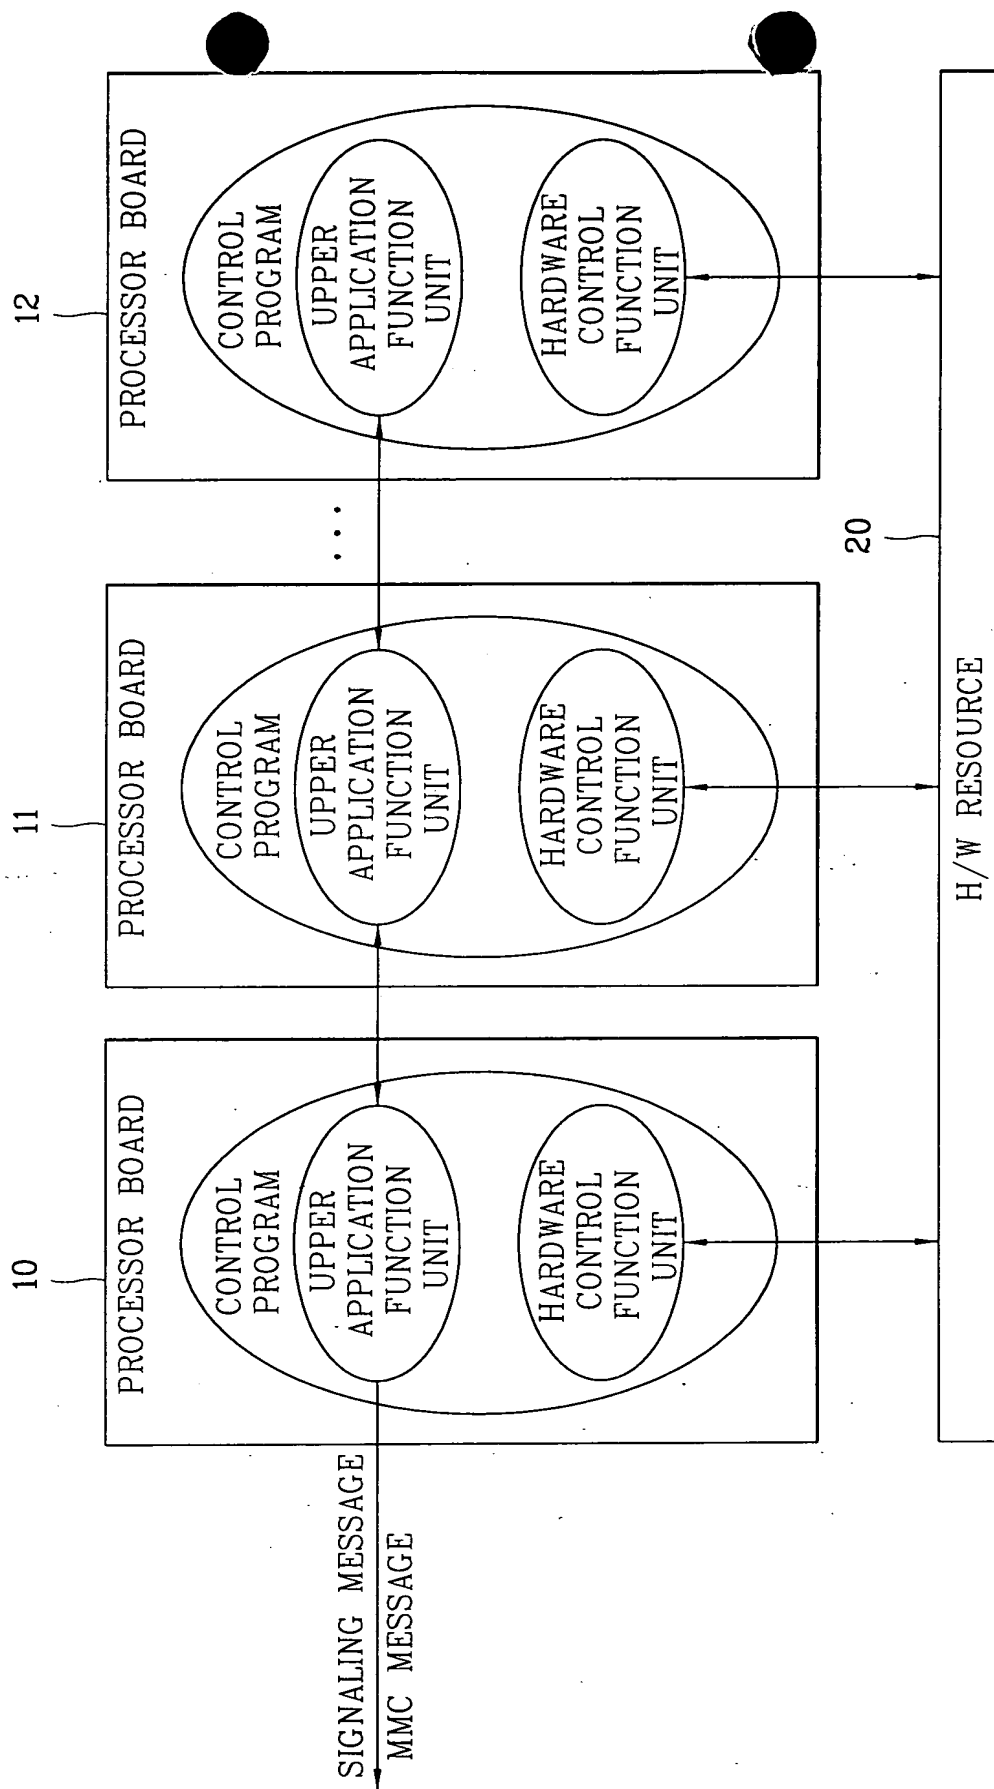 10
PROCESSOR BOARD
CONTROL
PROGRAM
UPPER
APPLICATION
FUNCTION
UNIT
HARDWARE
CONTROL
FUNCTION
UNIT
11
PROCESSOR BOARD
CONTROL
PROGRAM
UPPER
APPLICATION
FUNCTION
UNIT
HARDWARE
CONTROL
FUNCTION
UNIT
...
12
PROCESSOR BOARD
CONTROL
PROGRAM
UPPER
APPLICATION
FUNCTION
UNIT
HARDWARE
CONTROL
FUNCTION
UNIT
SIGNALING MESSAGE
MMC MESSAGE
20
H/W RESOURCE